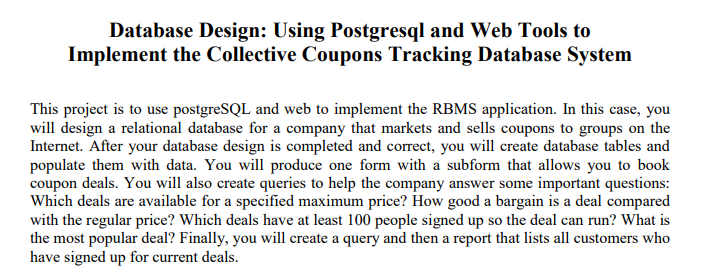 Database Design: Using Postgresql and Web Tools to
Implement the Collective Coupons Tracking Database System
This project is to use postgreSQL and web to implement the RBMS application. In this case, you
will design a relational database for a company that markets and sells coupons to groups on the
Internet. After your database design is completed and correct, you will create database tables and
populate them with data. You will produce one form with a subform that allows you to book
coupon deals. You will also create queries to help the company answer some important questions:
Which deals are available for a specified maximum price? How good a bargain is a deal compared
with the regular price? Which deals have at least 100 people signed up so the deal can run? What is
the most popular deal? Finally, you will create a query and then a report that lists all customers who
have signed up for current deals.